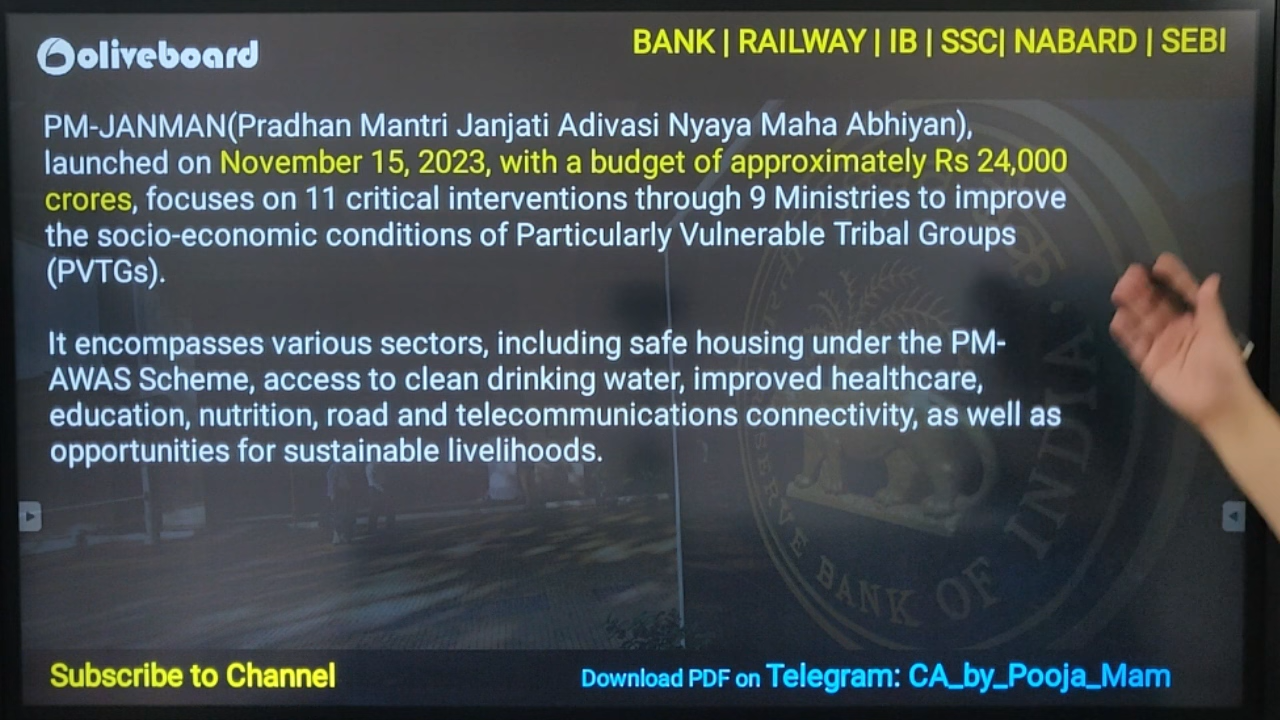 oliveboard
BANK | RAILWAY | IB | SSC| NABARD | SEBI
PM-JANMAN(Pradhan Mantri Janjati Adivasi Nyaya Maha Abhiyan),
launched on November 15, 2023, with a budget of approximately Rs 24,000
crores, focuses on 11 critical interventions through 9 Ministries to improve
the socio-economic conditions of Particularly Vulnerable Tribal Groups
(PVTGs).
It encompasses various sectors, including safe housing under the PM-
AWAS Scheme, access to clean drinking water, improved healthcare,
education, nutrition, road and telecommunications connectivity, as well as
opportunities for sustainable livelihoods.
RESERVE BANK OF INDIA
Subscribe to Channel
Download PDF on Telegram: CA_by_Pooja_Mam